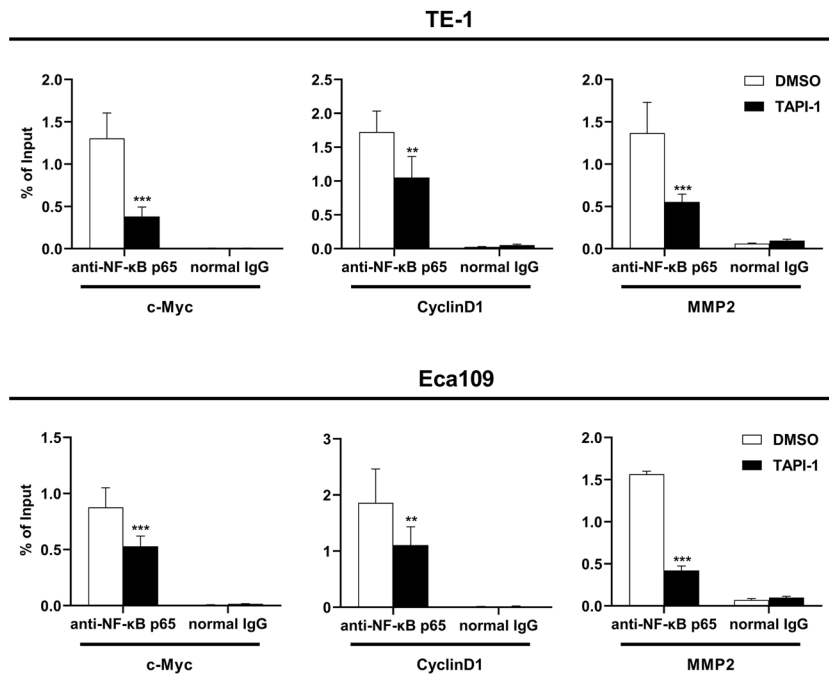 TE-1
2.0
1.5
1.0
0.5
0.0
% of Input
***
anti-NF-κB p65 normal IgG
c-Myc
2.5
2.0
1.5
1.0
0.5
0.0
**
anti-NF-κB p65 normal IgG
CyclinD1
2.0
1.5
1.0
0.5
0.0
***
DMSO
TAPI-1
anti-NF-κB p65 normal IgG
MMP2
Eca109
1.5
1.0
0.5
0.0
% of Input
***
anti-NF-κB p65 normal IgG
c-Myc
3
2
1
0
**
anti-NF-κB p65 normal IgG
CyclinD1
2.0
1.5
1.0
0.5
0.0
***
DMSO
TAPI-1
anti-NF-κB p65 normal IgG
MMP2